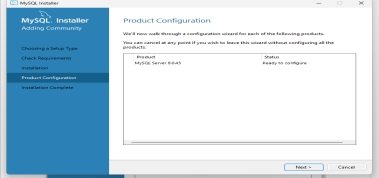 MySQL Installer
MySQL. Installer
Adding Community
Choosing a Setup Type
Check Requirements
Installation
Product Configuration
Installation Complete
Product Configuration
We'll now walk through a configuration wizard for each of the following products.
You can cancel at any point if you wish to leave this wizard without configuring all the
products.
Product Status
MySQL Server 8.0.43 Ready to configure
Next > Cancel